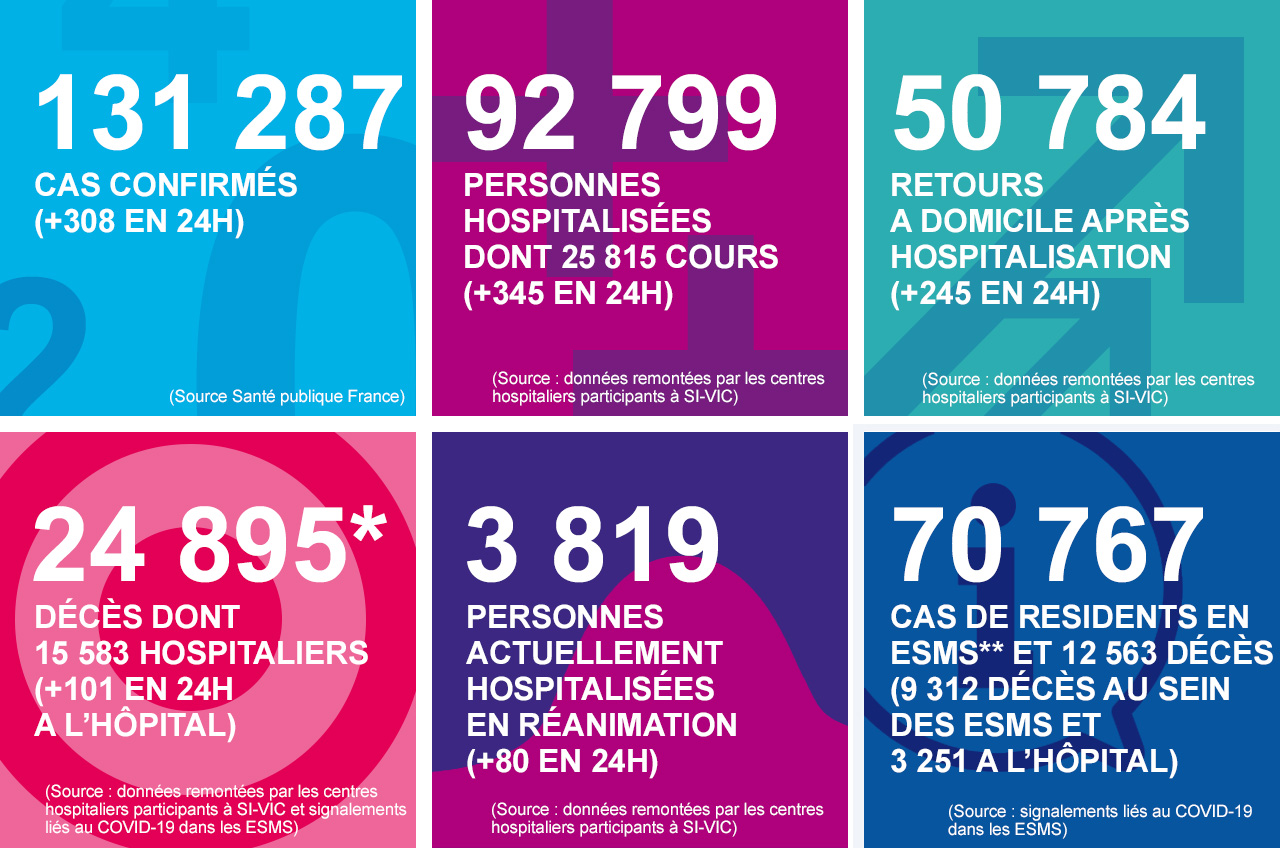 131 287
CAS CONFIRMÉS
(+308 EN 24H)
(Source Santé publique France)
92 799
PERSONNES
HOSPITALISÉES
DONT 25 815 COURS
(+345 EN 24H)
(Source : données remontées par les centres
hospitaliers participants à SI-VIC)
50 784
RETOURS
A DOMICILE APRÈS
HOSPITALISATION
(+245 EN 24H)
(Source : données remontées par les centres
hospitaliers participants à SI-VIC)
24 895*
DÉCÈS DONT
15 583 HOSPITALIERS
(+101 EN 24H
A L’HÔPITAL)
(Source : données remontées par les centres
hospitaliers participants à SI-VIC et signalements
liés au COVID-19 dans les ESMS)
3 819
PERSONNES
ACTUELLEMENT
HOSPITALISÉES
EN RÉANIMATION
(+80 EN 24H)
(Source : données remontées par les centres
hospitaliers participants à SI-VIC)
70 767
CAS DE RESIDENTS EN
ESMS** ET 12 563 DÉCÈS
(9 312 DÉCÈS AU SEIN
DES ESMS ET
3 251 A L’HÔPITAL)
(Source : signalements liés au COVID-19
dans les ESMS)